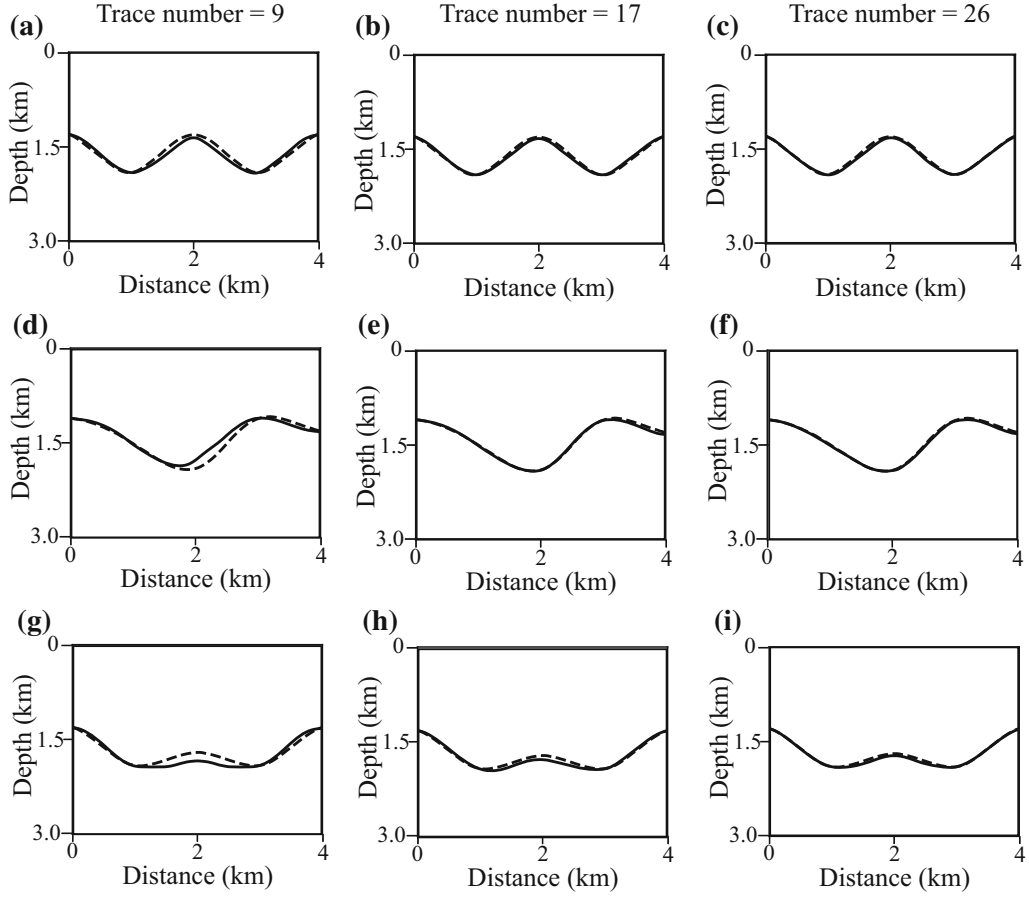 Trace number = 9
Trace number = 17
Trace number = 26
(a)
0
1.5
3.0
Depth (km)
0
2
4
Distance (km)
(b)
0
1.5
3.0
Depth (km)
0
2
4
Distance (km)
(c)
0
1.5
3.0
Depth (km)
0
2
4
Distance (km)
(d)
0
1.5
3.0
Depth (km)
0
2
4
Distance (km)
(e)
0
1.5
3.0
Depth (km)
0
2
4
Distance (km)
(f)
0
1.5
3.0
Depth (km)
0
2
4
Distance (km)
(g)
0
1.5
3.0
Depth (km)
0
2
4
Distance (km)
(h)
0
1.5
3.0
Depth (km)
0
2
4
Distance (km)
(i)
0
1.5
3.0
Depth (km)
0
2
4
Distance (km)